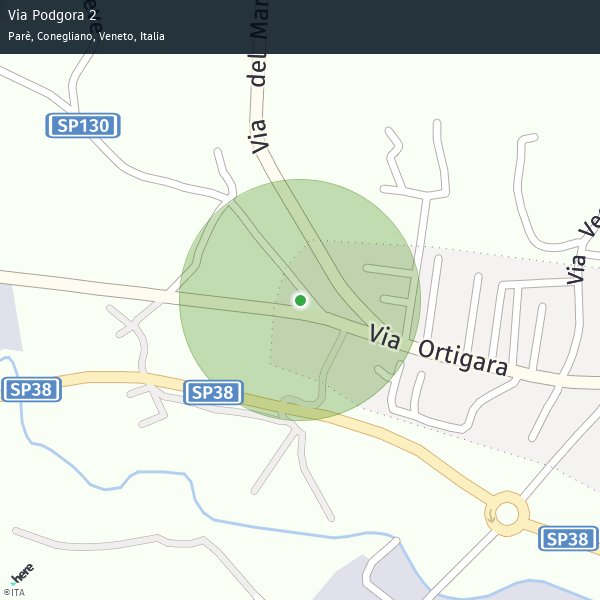 Via Podgora 2
Parè, Conegliano, Veneto, Italia
Via del Mar
SP130
Via
Via Ortigara
SP38
SP38
SP38
here
©ITA